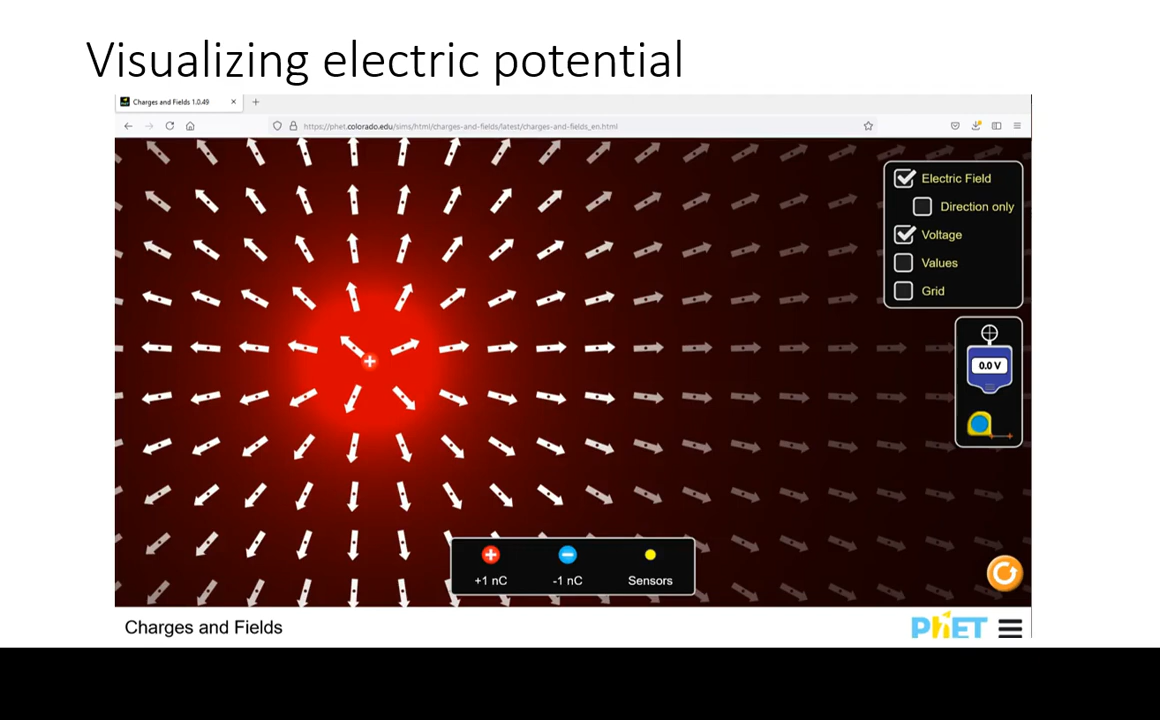 Visualizing electric potential
Charges and Fields 1.0.49
https://phet.colorado.edu/sims/html/charges-and-fields/latest/charges-and-fields_en.html
Electric Field
Direction only
Voltage
Values
Grid
0.0 V
+1 nC
-1 nC
Sensors
Charges and Fields
PhET